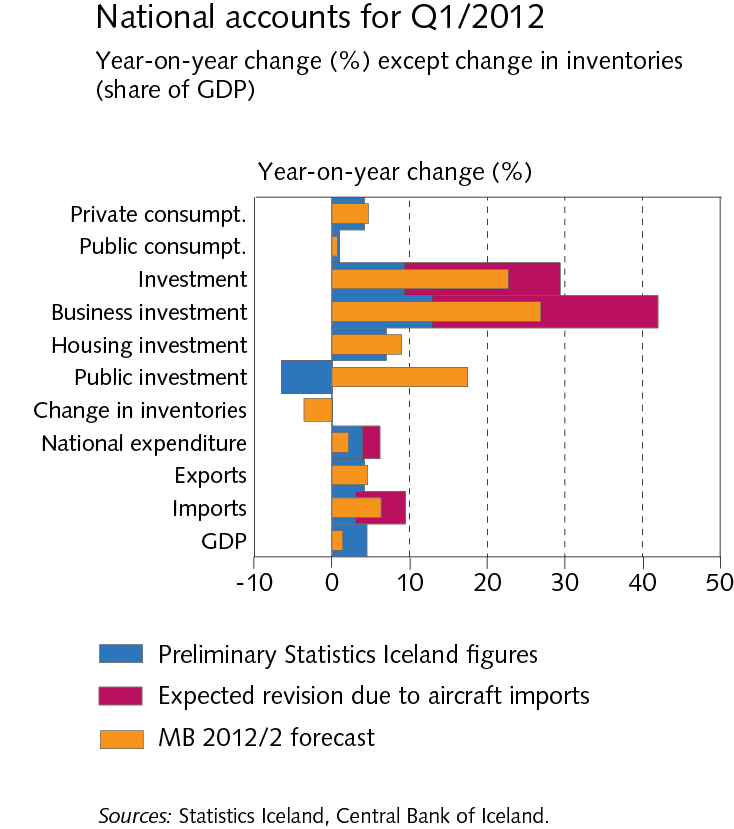 National accounts for Q1/2012
Year-on-year change (%) except change in inventories
(share of GDP)
Year-on-year change (%)
Private consumpt.
Public consumpt.
Investment
Business investment
Housing investment
Public investment
Change in inventories
National expenditure
Exports
Imports
GDP
-10 0 10 20 30 40 50
Preliminary Statistics Iceland figures
Expected revision due to aircraft imports
MB 2012/2 forecast
Sources: Statistics Iceland, Central Bank of Iceland.